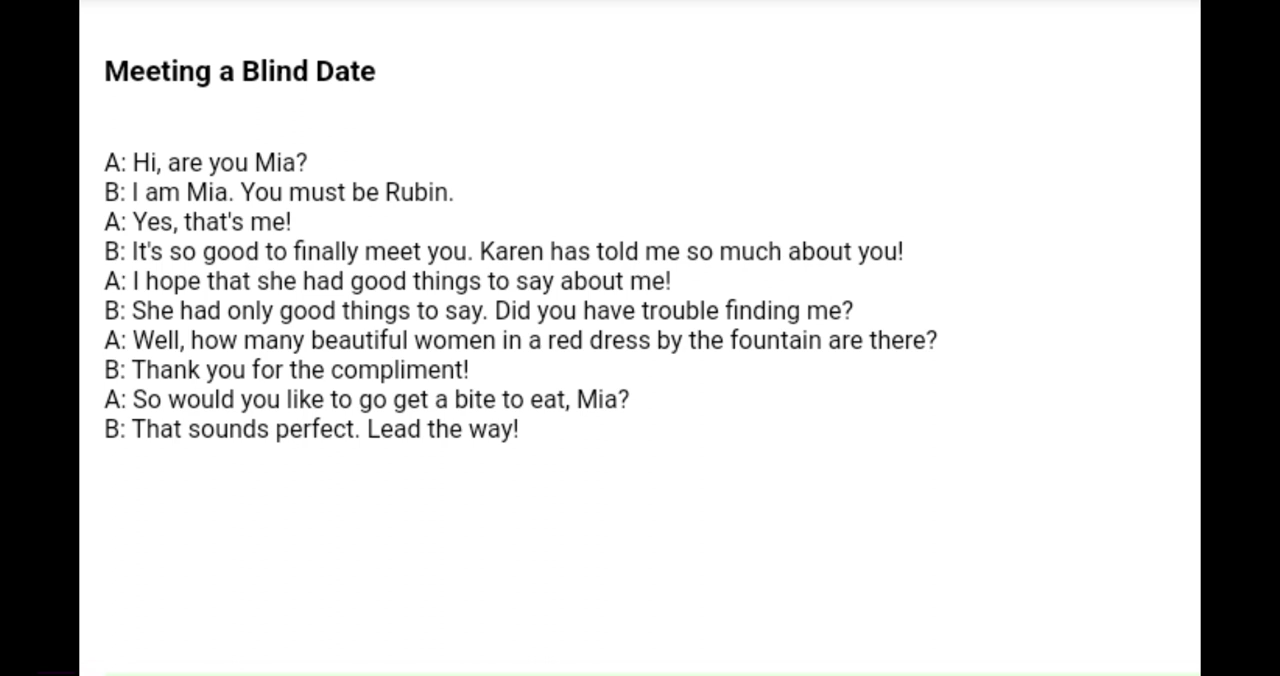 Meeting a Blind Date
A: Hi, are you Mia?
B: I am Mia. You must be Rubin.
A: Yes, that's me!
B: It's so good to finally meet you. Karen has told me so much about you!
A: I hope that she had good things to say about me!
B: She had only good things to say. Did you have trouble finding me?
A: Well, how many beautiful women in a red dress by the fountain are there?
B: Thank you for the compliment!
A: So would you like to go get a bite to eat, Mia?
B: That sounds perfect. Lead the way!